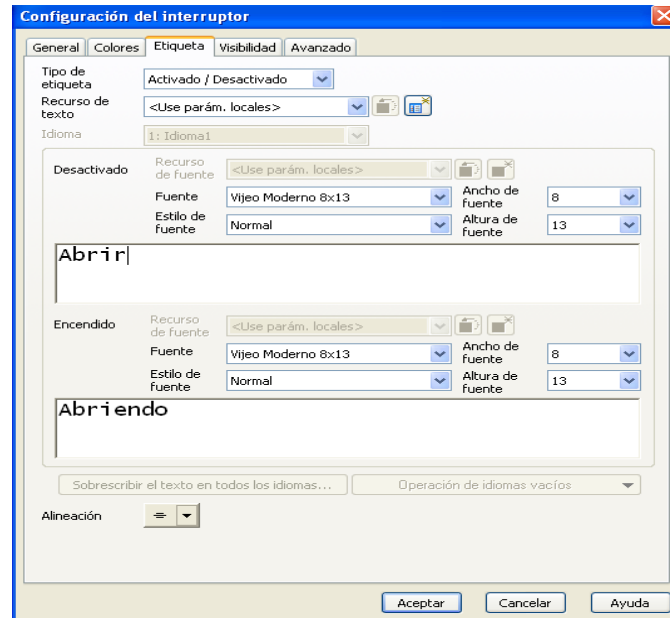 Configuración del interruptor
General Colores Etiqueta Visibilidad Avanzado
Tipo de etiqueta Activado / Desactivado
Recurso de texto <Use parám. locales>
Idioma 1: Idioma1
Desactivado Recurso de fuente <Use parám. locales>
Fuente Vijeo Moderno 8x13 Ancho de fuente 8
Estilo de fuente Normal Altura de fuente 13
Abrir
Encendido Recurso de fuente <Use parám. locales>
Fuente Vijeo Moderno 8x13 Ancho de fuente 8
Estilo de fuente Normal Altura de fuente 13
Abriendo
Sobrescribir el texto en todos los idiomas... Operación de idiomas vacíos
Alineación
Aceptar Cancelar Ayuda